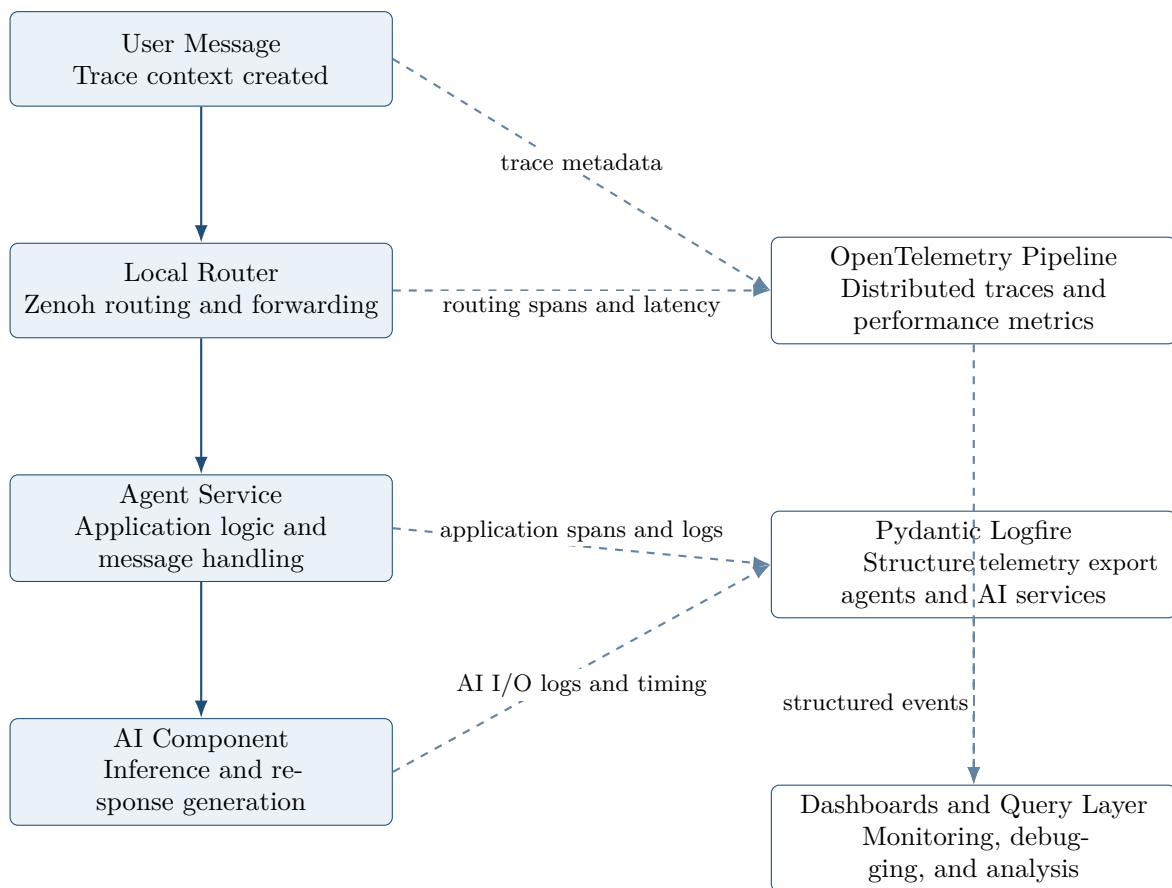 User Message
Trace context created
trace metadata
Local Router
Zenoh routing and forwarding
routing spans and latency
OpenTelemetry Pipeline
Distributed traces and
performance metrics
Agent Service
Application logic and
message handling
application spans and logs
Pydantic Logfire
Structure
telemetry export
agents and AI services
AI I/O logs and timing
structured events
AI Component
Inference and re-
sponse generation
Dashboards and Query Layer
Monitoring, debug-
ging, and analysis